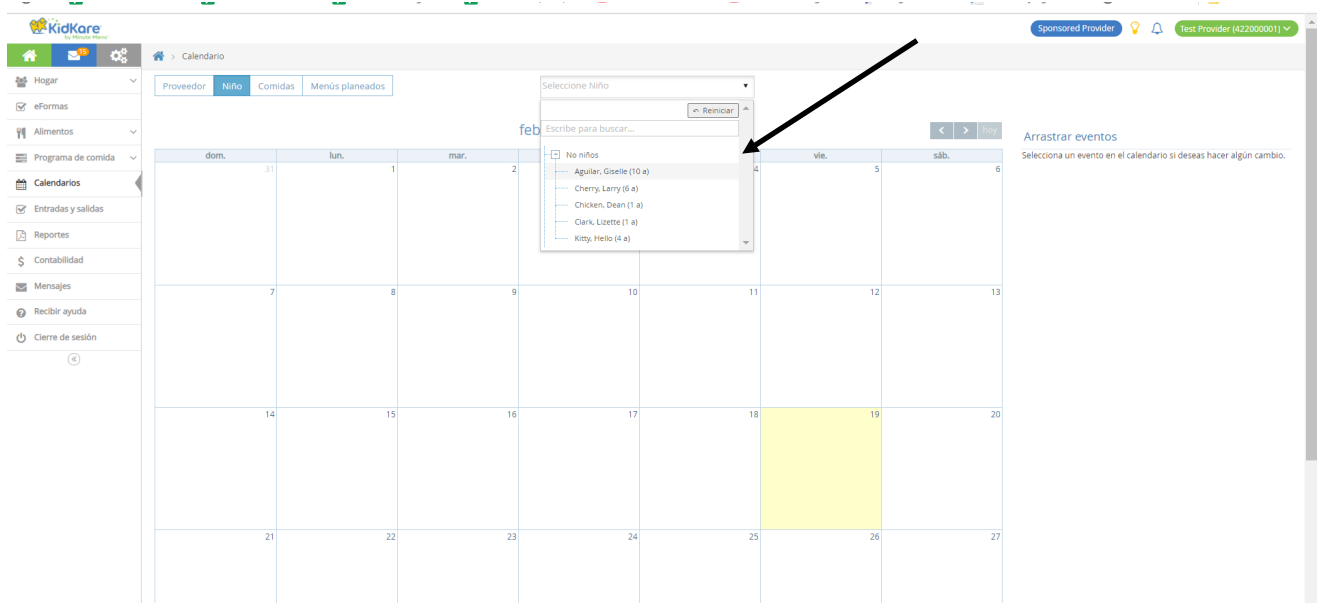 KidKare
by Minute Menu
Sponsored Provider
Test Provider (422000001)
15
> Calendario
Hogar
eFormas
Alimentos
Programa de comida
Calendarios
Entradas y salidas
Reportes
Contabilidad
Mensajes
Recibir ayuda
Cierre de sesión
Proveedor Niño Comidas Menús planeados
Seleccione Niño
Reiniciar
Escribe para buscar...
No niños
Aguilar, Giselle (10 a)
Cherry, Larry (6 a)
Chicken, Dean (1 a)
Clark, Lizette (1 a)
Kitty, Hello (4 a)
feb
< > hoy
dom. lun. mar. vie. sáb.
31 1 2 4 5 6
7 8 9 10 11 12 13
14 15 16 17 18 19 20
21 22 23 24 25 26 27
Arrastrar eventos
Selecciona un evento en el calendario si deseas hacer algún cambio.